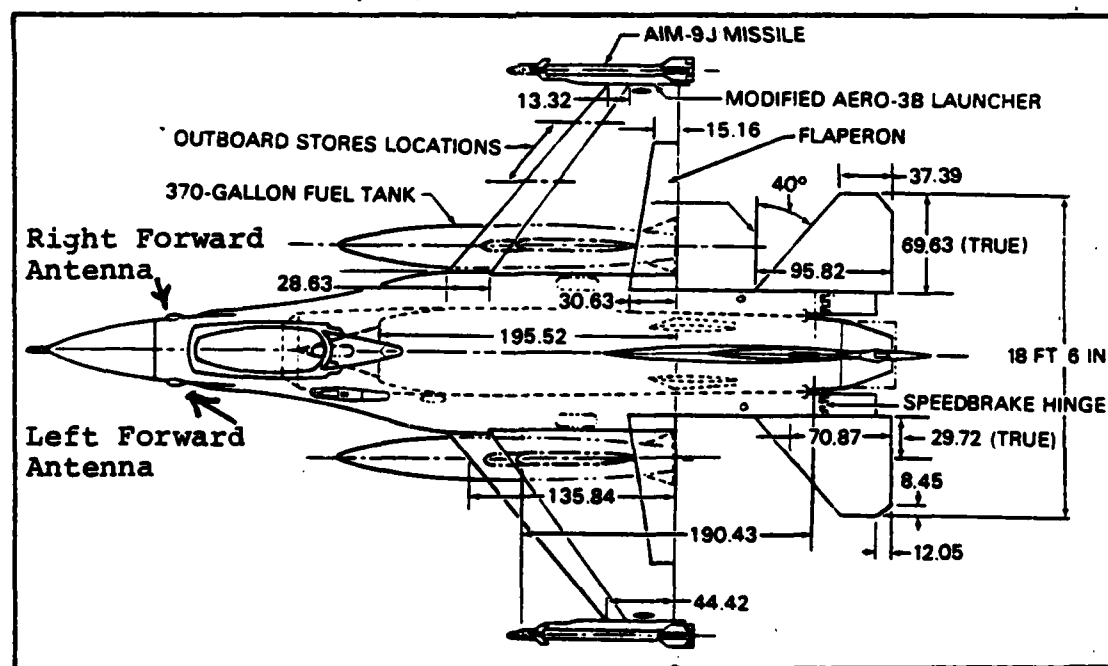 AIM-9J MISSILE
13.32
MODIFIED AERO-3B LAUNCHER
15.16
FLAPERON
OUTBOARD STORES LOCATIONS
37.39
40°
370-GALLON FUEL TANK
Right Forward
Antenna
69.63 (TRUE)
95.82
28.63
30.63
195.52
18 FT 6 IN
SPEEDBRAKE HINGE
Left Forward
Antenna
70.87
29.72 (TRUE)
8.45
135.84
190.43
12.05
44.42